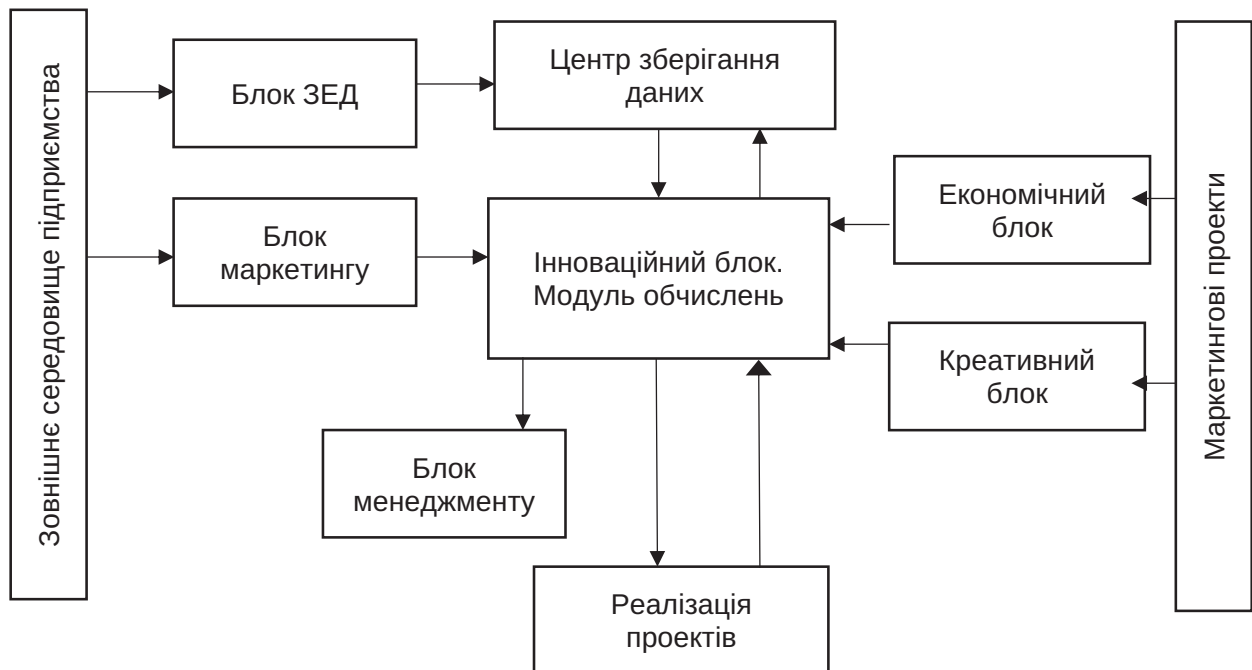 Зовнішнє середовище підприємства
Блок ЗЕД
Центр зберігання
даних
Блок
маркетингу
Інноваційний блок.
Модуль обчислень
Економічний
блок
Креативний
блок
Маркетингові проекти
Блок
менеджменту
Реалізація
проектів